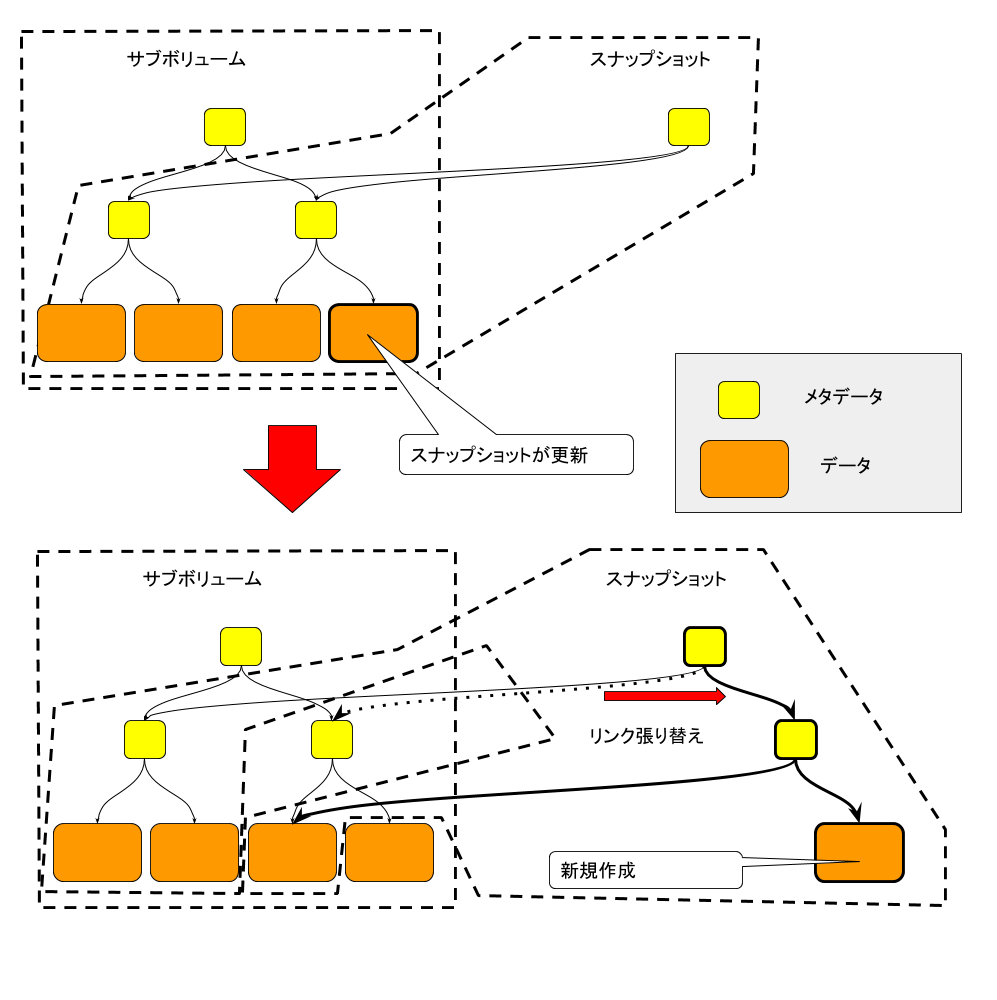 サブボリューム
スナップショット
メタデータ
データ
スナップショットが更新
サブボリューム
スナップショット
リンク張り替え
新規作成